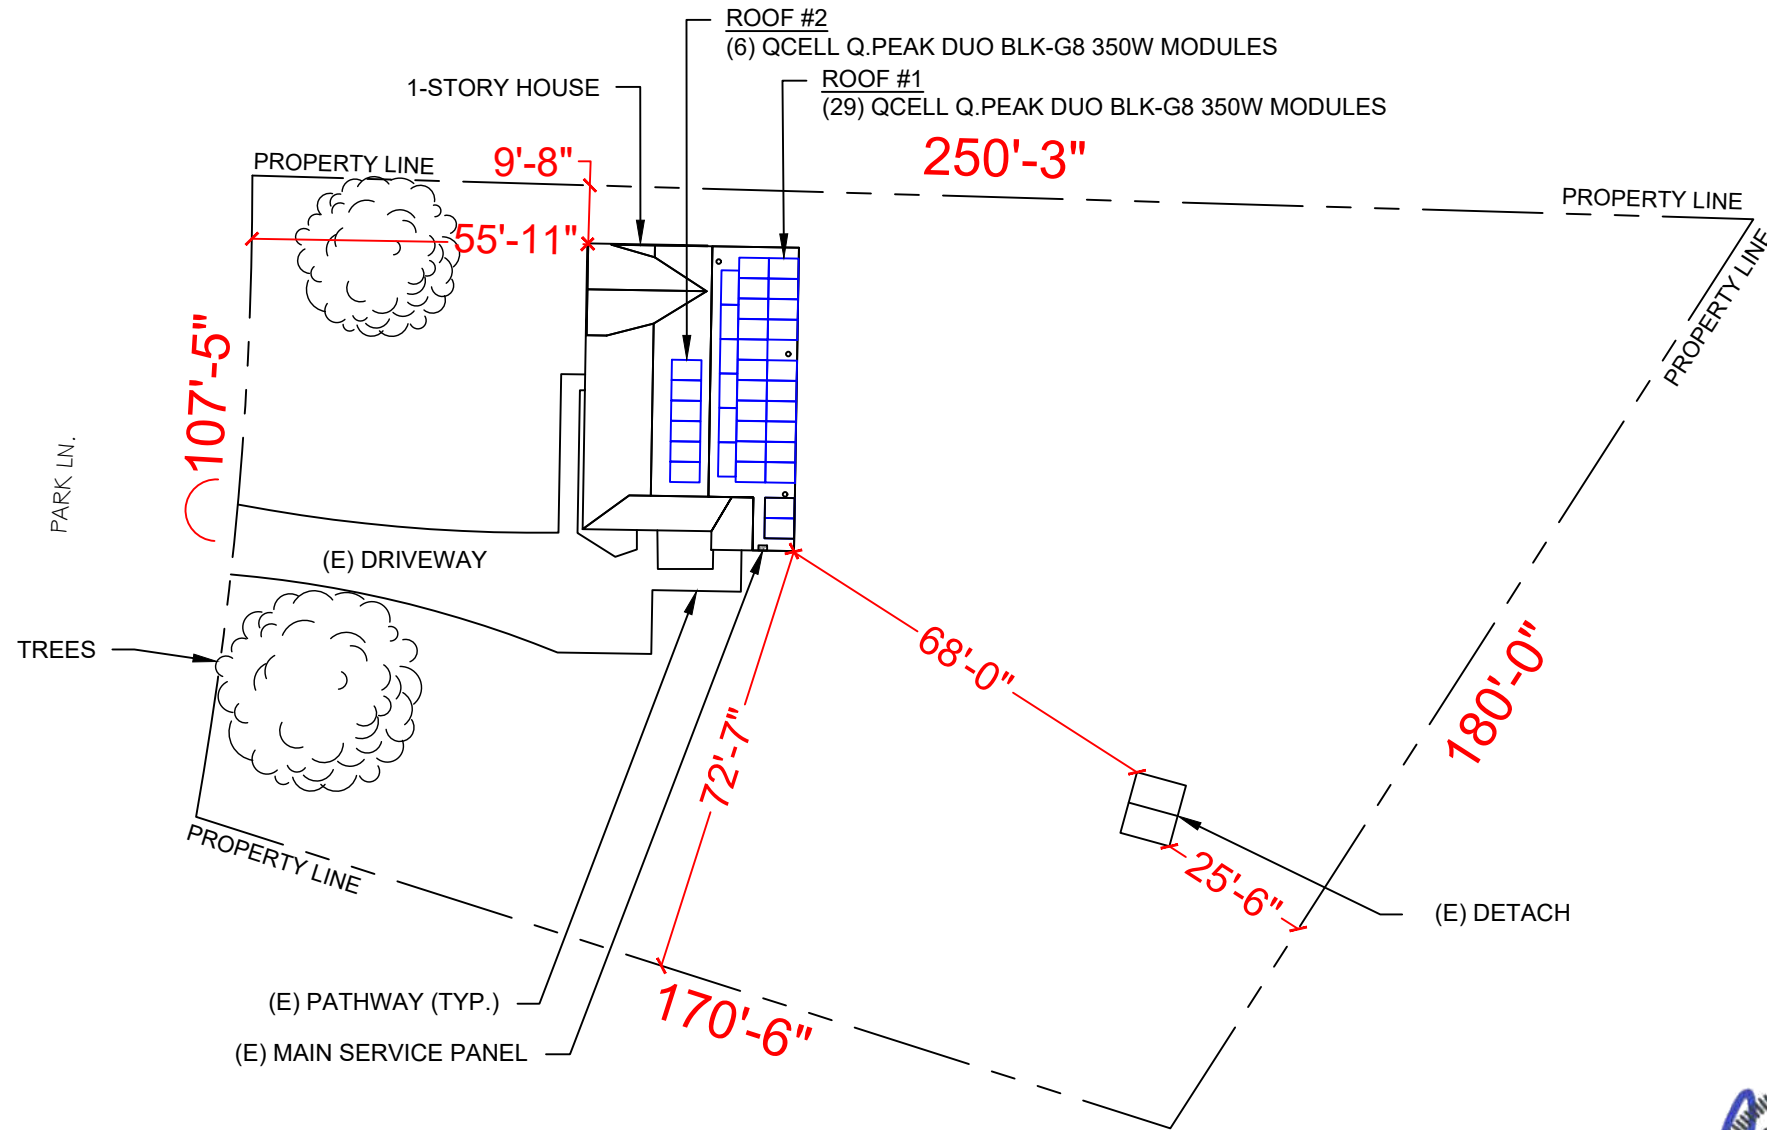 ROOF #2
(6) QCELL Q.PEAK DUO BLK-G8 350W MODULES
1-STORY HOUSE
ROOF #1
(29) QCELL Q.PEAK DUO BLK-G8 350W MODULES
250'-3"
PROPERTY LINE
9'-8"
PROPERTY LINE
55'-11"
PROPERTY LINE
107'-5"
PARK LN.
(E) DRIVEWAY
TREES
68'-0"
180'-0"
72'-7"
PROPERTY LINE
25'-6"
(E) DETACH
(E) PATHWAY (TYP.)
170'-6"
(E) MAIN SERVICE PANEL